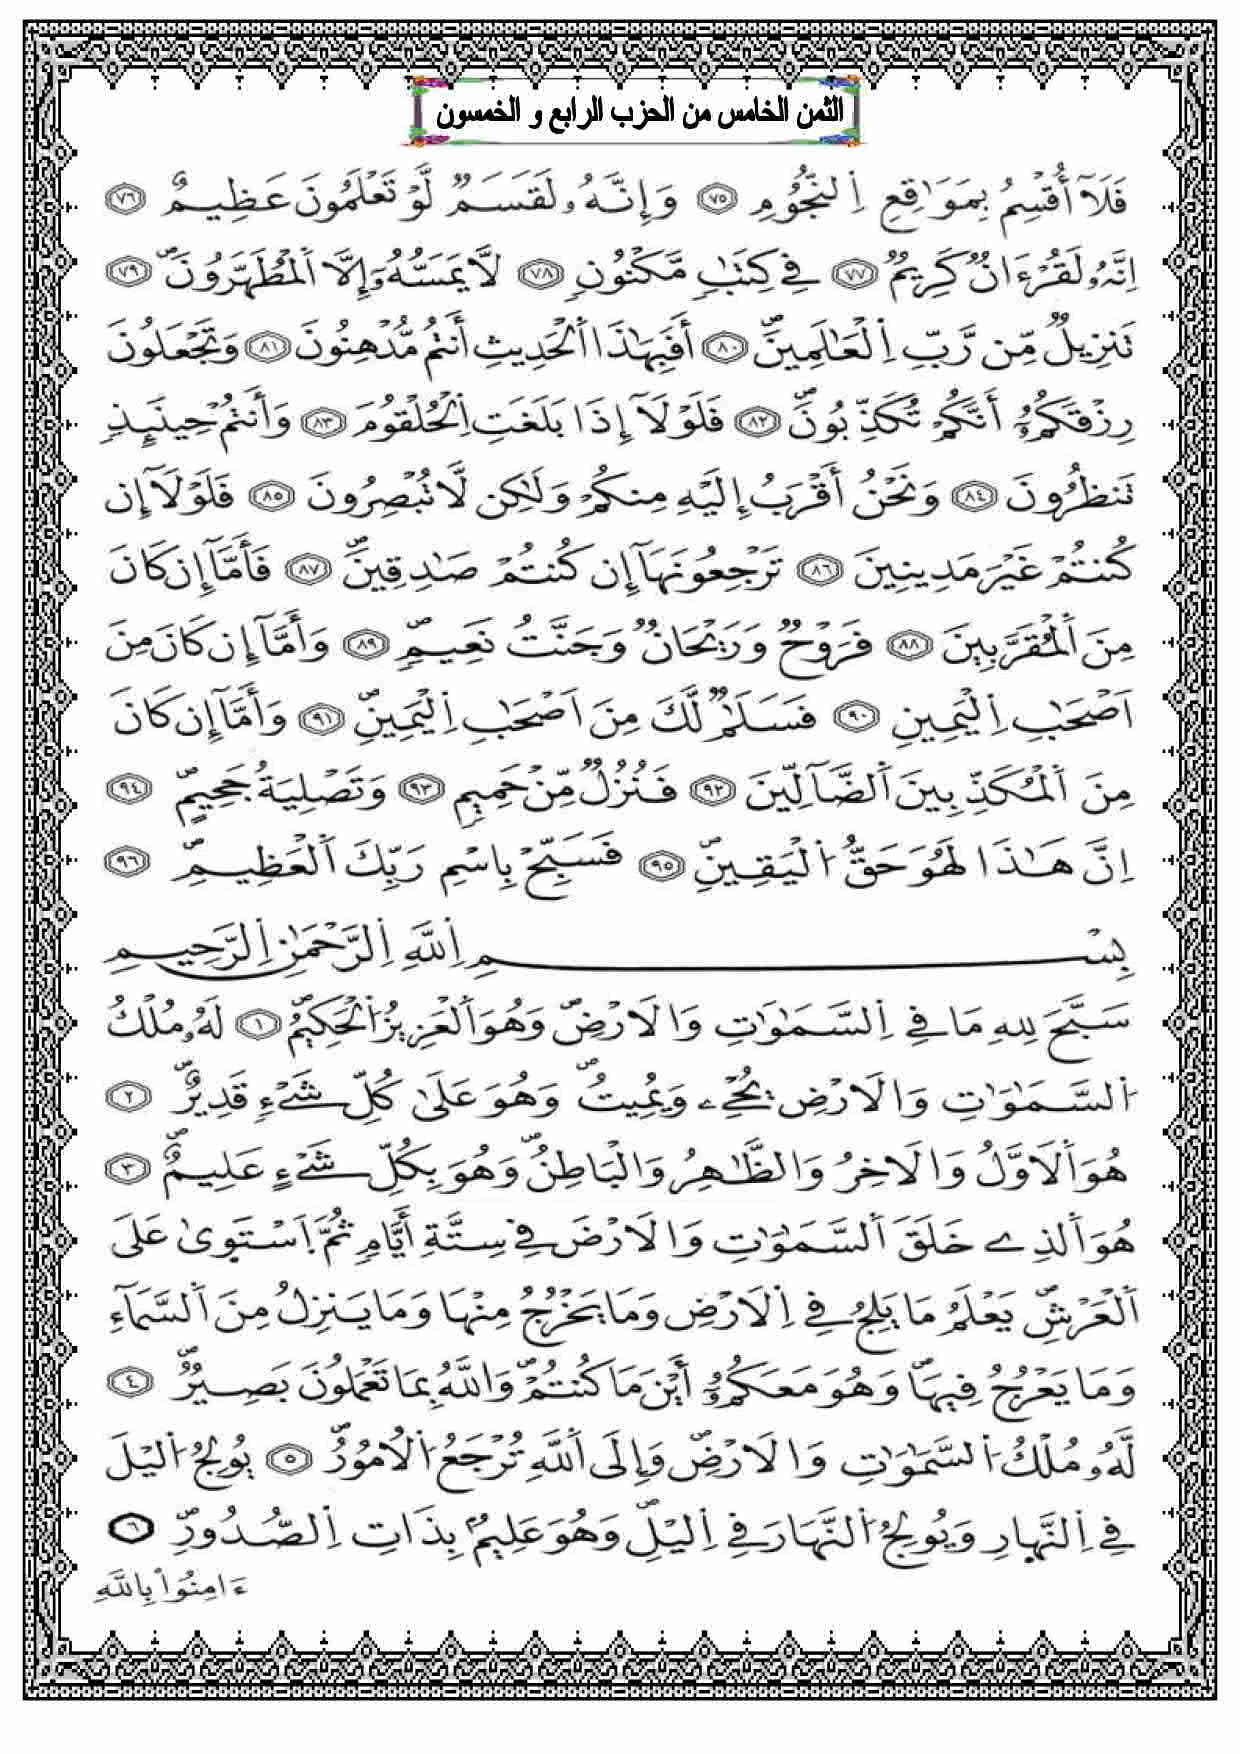 الثمن الخامس من الحزب الرابع و الخمسون
فَلَآ أُقْسِمُ بِمَوَٰقِعِ اِ۬لنُّجُومِ ٧٥ وَإِنَّهُۥ لَقَسَمٌ لَّوْ تَعْلَمُونَ عَظِيمٌ ٧٦
اِنَّهُۥ لَقُرْءَانٌ كَرِيمٌ ٧٧ فِي كِتَٰبٍ مَّكْنُونٍ ٧٨ لَّا يَمَسُّهُۥٓ إِلَّا اَ۬لْمُطَهَّرُونَ ٧٩
تَنزِيلٌ مِّن رَّبِّ اِ۬لْعَٰلَمِينَ ٨٠ أَفَبِهَٰذَا اَ۬لْحَدِيثِ أَنتُم مُّدْهِنُونَ ٨١ وَتَجْعَلُونَ
رِزْقَكُمُۥٓ أَنَّكُمْ تُكَذِّبُونَ ٨٢ فَلَوْلَآ إِذَا بَلَغَتِ اِ۬لْحُلْقُومَ ٨٣ وَأَنتُمْ حِينَئِذٍ
تَنظُرُونَ ٨٤ وَنَحْنُ أَقْرَبُ إِلَيْهِ مِنكُمْ وَلَٰكِن لَّا تُبْصِرُونَ ٨٥ فَلَوْلَآ إِن
كُنتُمْ غَيْرَ مَدِينِينَ ٨٦ تَرْجِعُونَهَآ إِن كُنتُمْ صَٰدِقِينَ ٨٧ فَأَمَّآ إِن كَانَ
مِنَ اَ۬لْمُقَرَّبِينَ ٨٨ فَرَوْحٌ وَرَيْحَانٌ وَجَنَّتُ نَعِيمٍ ٨٩ وَأَمَّآ إِن كَانَ مِنَ
اَصْحَٰبِ اِ۬لْيَمِينِ ٩٠ فَسَلَٰمٌ لَّكَ مِنَ اَصْحَٰبِ اِ۬لْيَمِينِ ٩١ وَأَمَّآ إِن كَانَ
مِنَ اَ۬لْمُكَذِّبِينَ اَ۬لضَّآلِّينَ ٩٢ فَنُزُلٌ مِّنْ حَمِيمٍ ٩٣ وَتَصْلِيَةُ جَحِيمٍ ٩٤
اِنَّ هَٰذَا لَهُوَ حَقُّ اُ۬لْيَقِينِ ٩٥ فَسَبِّحْ بِاسْمِ رَبِّكَ اَ۬لْعَظِيمِ ٩٦
بِسْمِ اِ۬للَّهِ اِ۬لرَّحْمَٰنِ اِ۬لرَّحِيمِ
سَبَّحَ لِلهِ مَا فِي اِ۬لسَّمَٰوَٰتِ وَالَارْضِ وَهُوَ اَ۬لْعَزِيزُ اُ۬لْحَكِيمُ ١ لَهُۥ مُلْكُ
اُ۬لسَّمَٰوَٰتِ وَالَارْضِ يُحْيِۦ وَيُمِيتُ وَهُوَ عَلَىٰ كُلِّ شَےْءٍ قَدِيرٌ ٢
هُوَ اَ۬لَاوَّلُ وَالَاخِرُ وَالظَّٰهِرُ وَالْبَاطِنُ وَهُوَ بِكُلِّ شَےْءٍ عَلِيمٌ ٣
هُوَ اَ۬لذِے خَلَقَ اَ۬لسَّمَٰوَٰتِ وَالَارْضَ فِي سِتَّةِ أَيَّامٍ ثُمَّ اَ۪سْتَوَىٰ عَلَى
اَ۬لْعَرْشِ يَعْلَمُ مَا يَلِجُ فِي اِ۬لَارْضِ وَمَا يَخْرُجُ مِنْهَا وَمَا يَنزِلُ مِنَ اَ۬لسَّمَآءِ
وَمَا يَعْرُجُ فِيهَا وَهُوَ مَعَكُمُۥٓ أَيْنَ مَا كُنتُمْ وَاللَّهُ بِمَا تَعْمَلُونَ بَصِيرٌ ٤
لَّهُۥ مُلْكُ اُ۬لسَّمَٰوَٰتِ وَالَارْضِ وَإِلَى اَ۬للَّهِ تُرْجَعُ اُ۬لُامُورُ ٥ يُولِجُ اُ۬ليْلَ
فِي اِ۬لنَّهَارِ وَيُولِجُ اُ۬لنَّهَارَ فِي اِ۬ليْلِ وَهُوَ عَلِيمٌ بِذَاتِ اِ۬لصُّدُورِ ٦
ءَامِنُوا۟ بِاللَّهِ